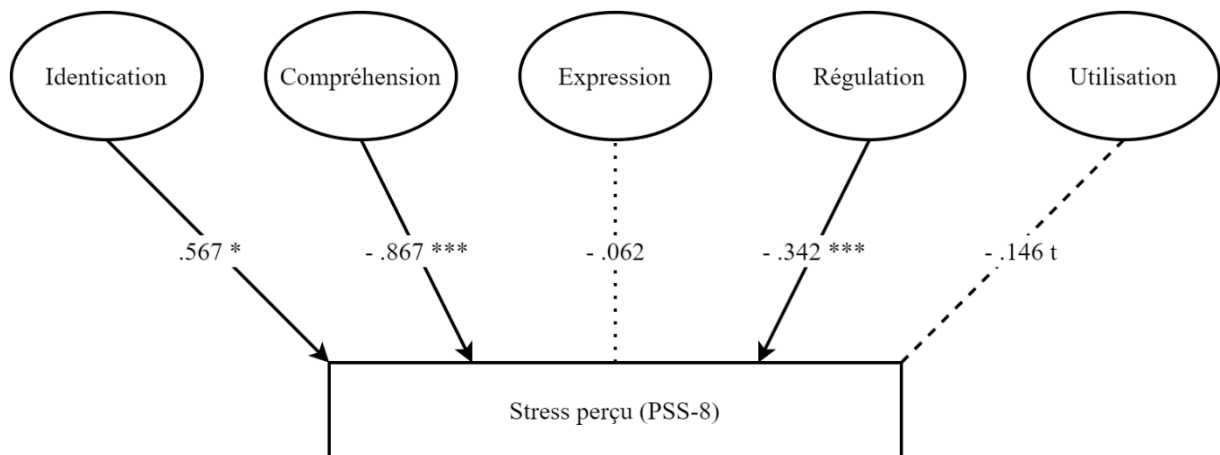 Identication
Compréhension
Expression
Régulation
Utilisation
.567 *
- .867 ***
- .062
- .342 ***
- .146 t
Stress perçu (PSS-8)